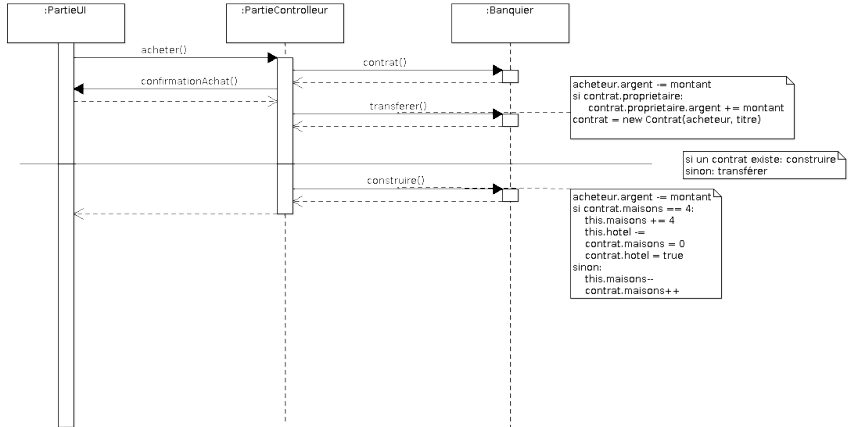 :PartieUI
:PartieControlleur
:Banquier
acheter()
contrat()
confirmationAchat()
transferer()
acheteur.argent -= montant
si contrat.proprietaire:
contrat.proprietaire.argent += montant
contrat = new Contrat(acheteur, titre}
si un contrat existe: construire
sinon: transférer
construire()
acheteur.argent -= montant
si contrat.maisons == 4:
this.maisons += 4
this.hotel -=
contrat.maisons = 0
contrat.hotel = true
sinon:
this.maisons--
contrat.maisons++